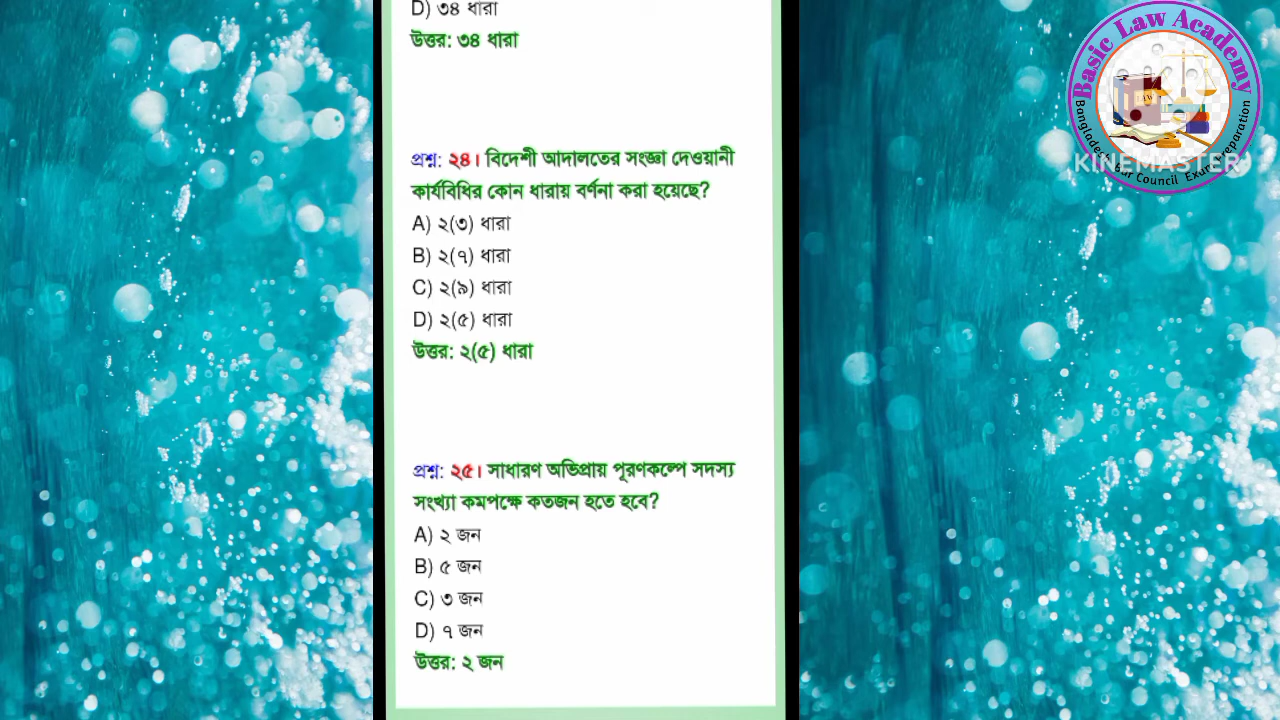 D) ৩৪ ধারা
উত্তর: ৩৪ ধারা
প্রশ্ন: ২৪। বিদেশী আদালতের সংজ্ঞা দেওয়ানী
কার্যবিধির কোন ধারায় বর্ণনা করা হয়েছে?
A) ২(৩) ধারা
B) ২(৭) ধারা
C) ২(৯) ধারা
D) ২(৫) ধারা
উত্তর: ২(৫) ধারা
প্রশ্ন: ২৫। সাধারণ অভিপ্রায় পূরণকল্পে সদস্য
সংখ্যা কমপক্ষে কতজন হতে হবে?
A) ২ জন
B) ৫ জন
C) ৩ জন
D) ৭ জন
উত্তর: ২ জন
Basic Law Academy
LAW
KINEMASTER
Bangladesh Bar Council Exam Preparation